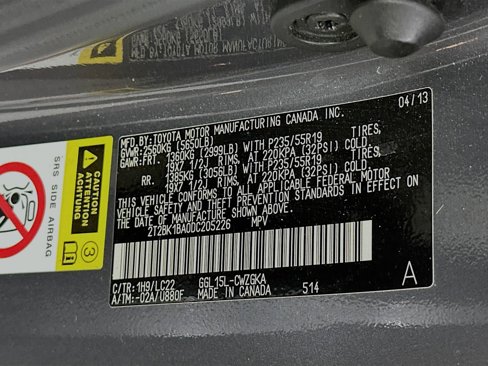 SRS SIDE AIRBAG
CAUTION
ATTENTION
ACHTUNG
3
04/13
MFD.BY:TOYOTA MOTOR MANUFACTURING CANADA INC.
GVWR:2560KG (5650LB)
GAWR:FRT. 1360KG (2999LB) WITH P235/55R19 TIRES,
19X7 1/2J RIMS, AT 220KPA (32PSI) COLD
RR. 1385KG (3056LB) WITH P235/55R19 TIRES,
19X7 1/2J RIMS, AT 220KPA (32PSI) COLD
THIS VEHICLE CONFORMS TO ALL APPLICABLE FEDERAL MOTOR
VEHICLE SAFETY AND THEFT PREVENTION STANDARDS IN EFFECT ON
THE DATE OF MANUFACTURE SHOWN ABOVE.
2T2BK1BA0DC205226 MPV
C/TR:1H9/LC22 GGL15L-CWZGKA
A/TM:-02A/U880F MADE IN CANADA 514
A